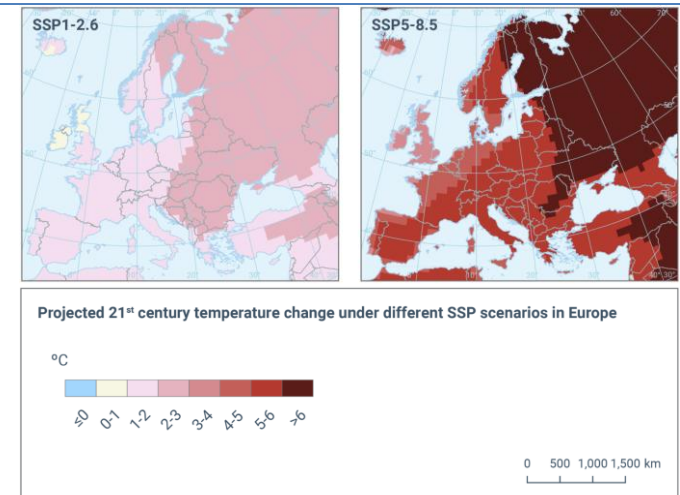 SSP1-2.6
SSP5-8.5
Projected 21st century temperature change under different SSP scenarios in Europe
ºC
≤0 0-1 1-2 2-3 3-4 4-5 5-6 >6
0 500 1,000 1,500 km